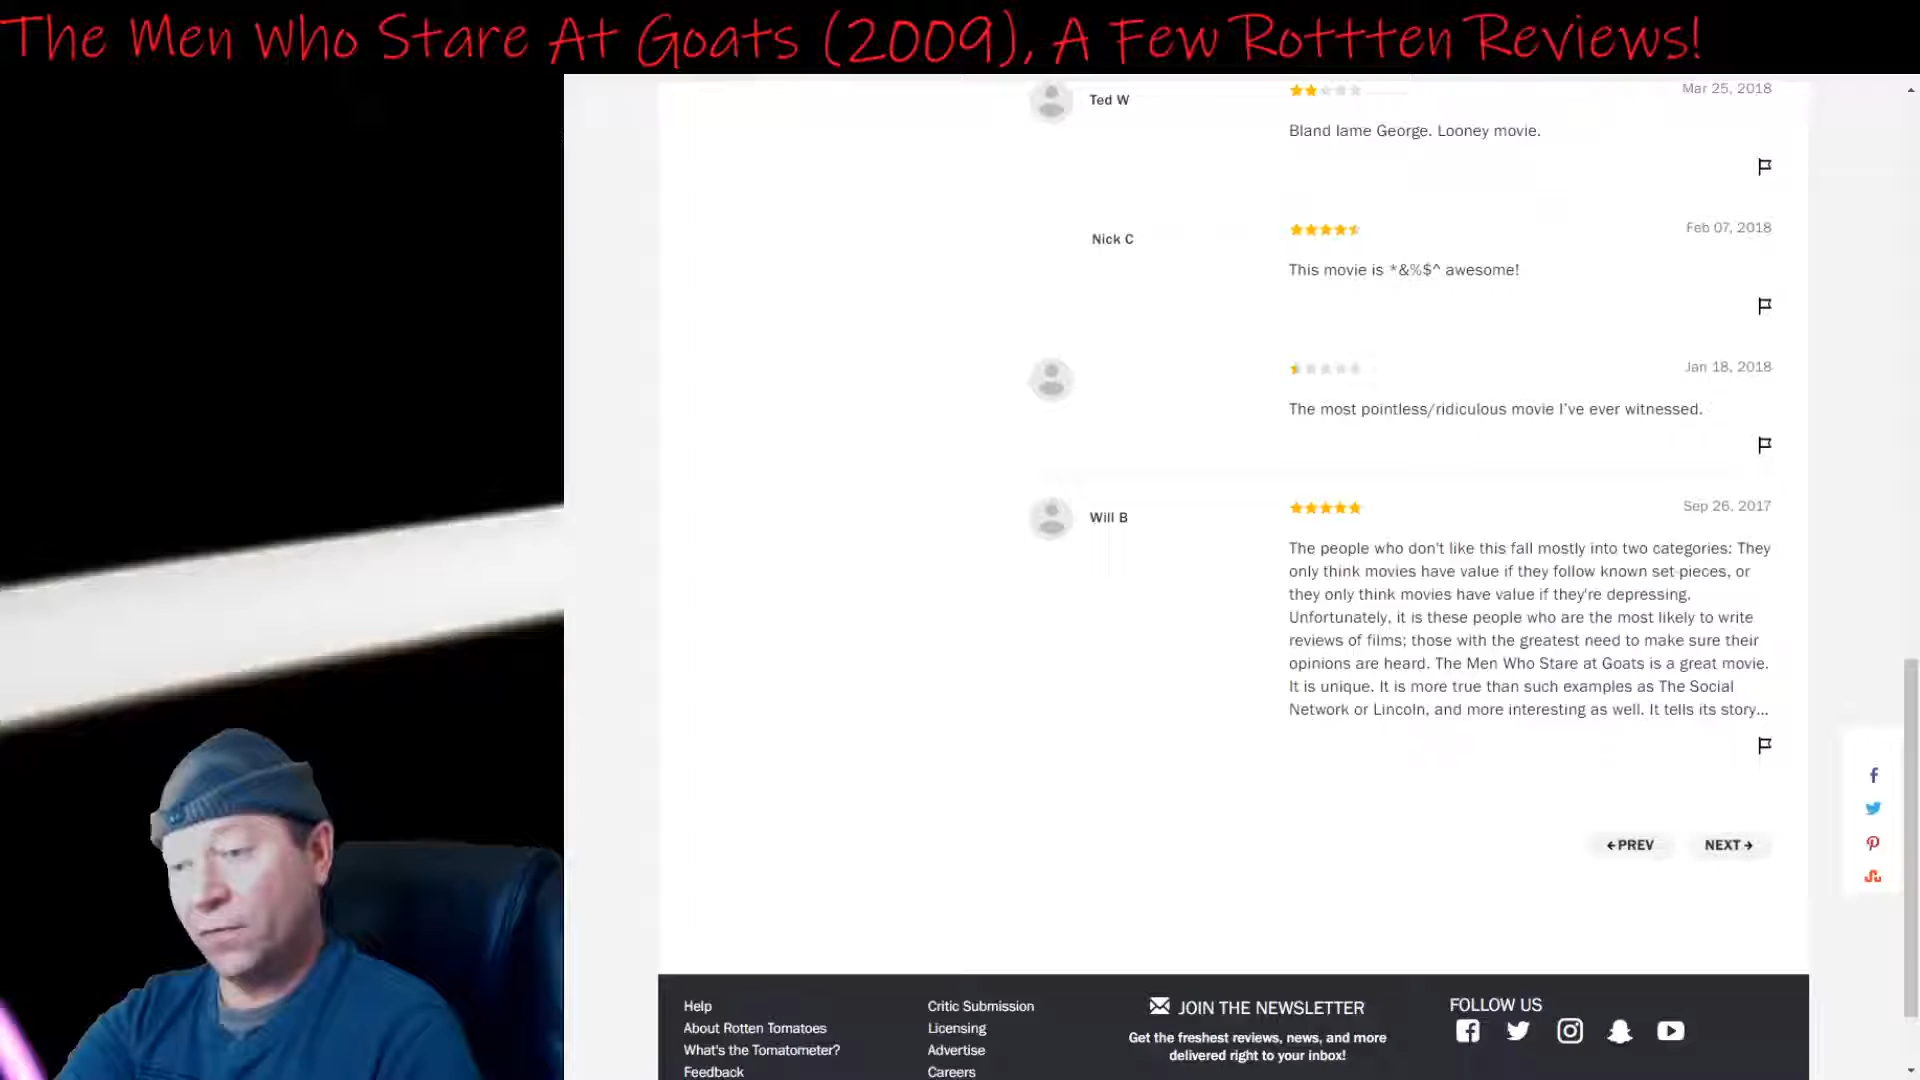 The Men Who Stare At Goats (2009), A Few Rottten Reviews!
Ted W
Mar 25, 2018
Bland lame George. Looney movie.
Nick C
Feb 07, 2018
This movie is *&%$^ awesome!
Jan 18, 2018
The most pointless/ridiculous movie I've ever witnessed.
Will B
Sep 26, 2017
The people who don't like this fall mostly into two categories: They
only think movies have value if they follow known set pieces, or
they only think movies have value if they're depressing.
Unfortunately, it is these people who are the most likely to write
reviews of films; those with the greatest need to make sure their
opinions are heard. The Men Who Stare at Goats is a great movie.
It is unique. It is more true than such examples as The Social
Network or Lincoln, and more interesting as well. It tells its story...
PREV
NEXT
Help
About Rotten Tomatoes
What's the Tomatometer?
Feedback
Critic Submission
Licensing
Advertise
Careers
JOIN THE NEWSLETTER
Get the freshest reviews, news, and more
delivered right to your inbox!
FOLLOW US